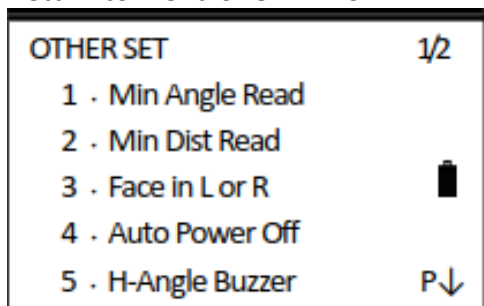 OTHER SET 1/2
1 . Min Angle Read
2 . Min Dist Read
3 . Face in L or R
4 . Auto Power Off
5 . H-Angle Buzzer P↓